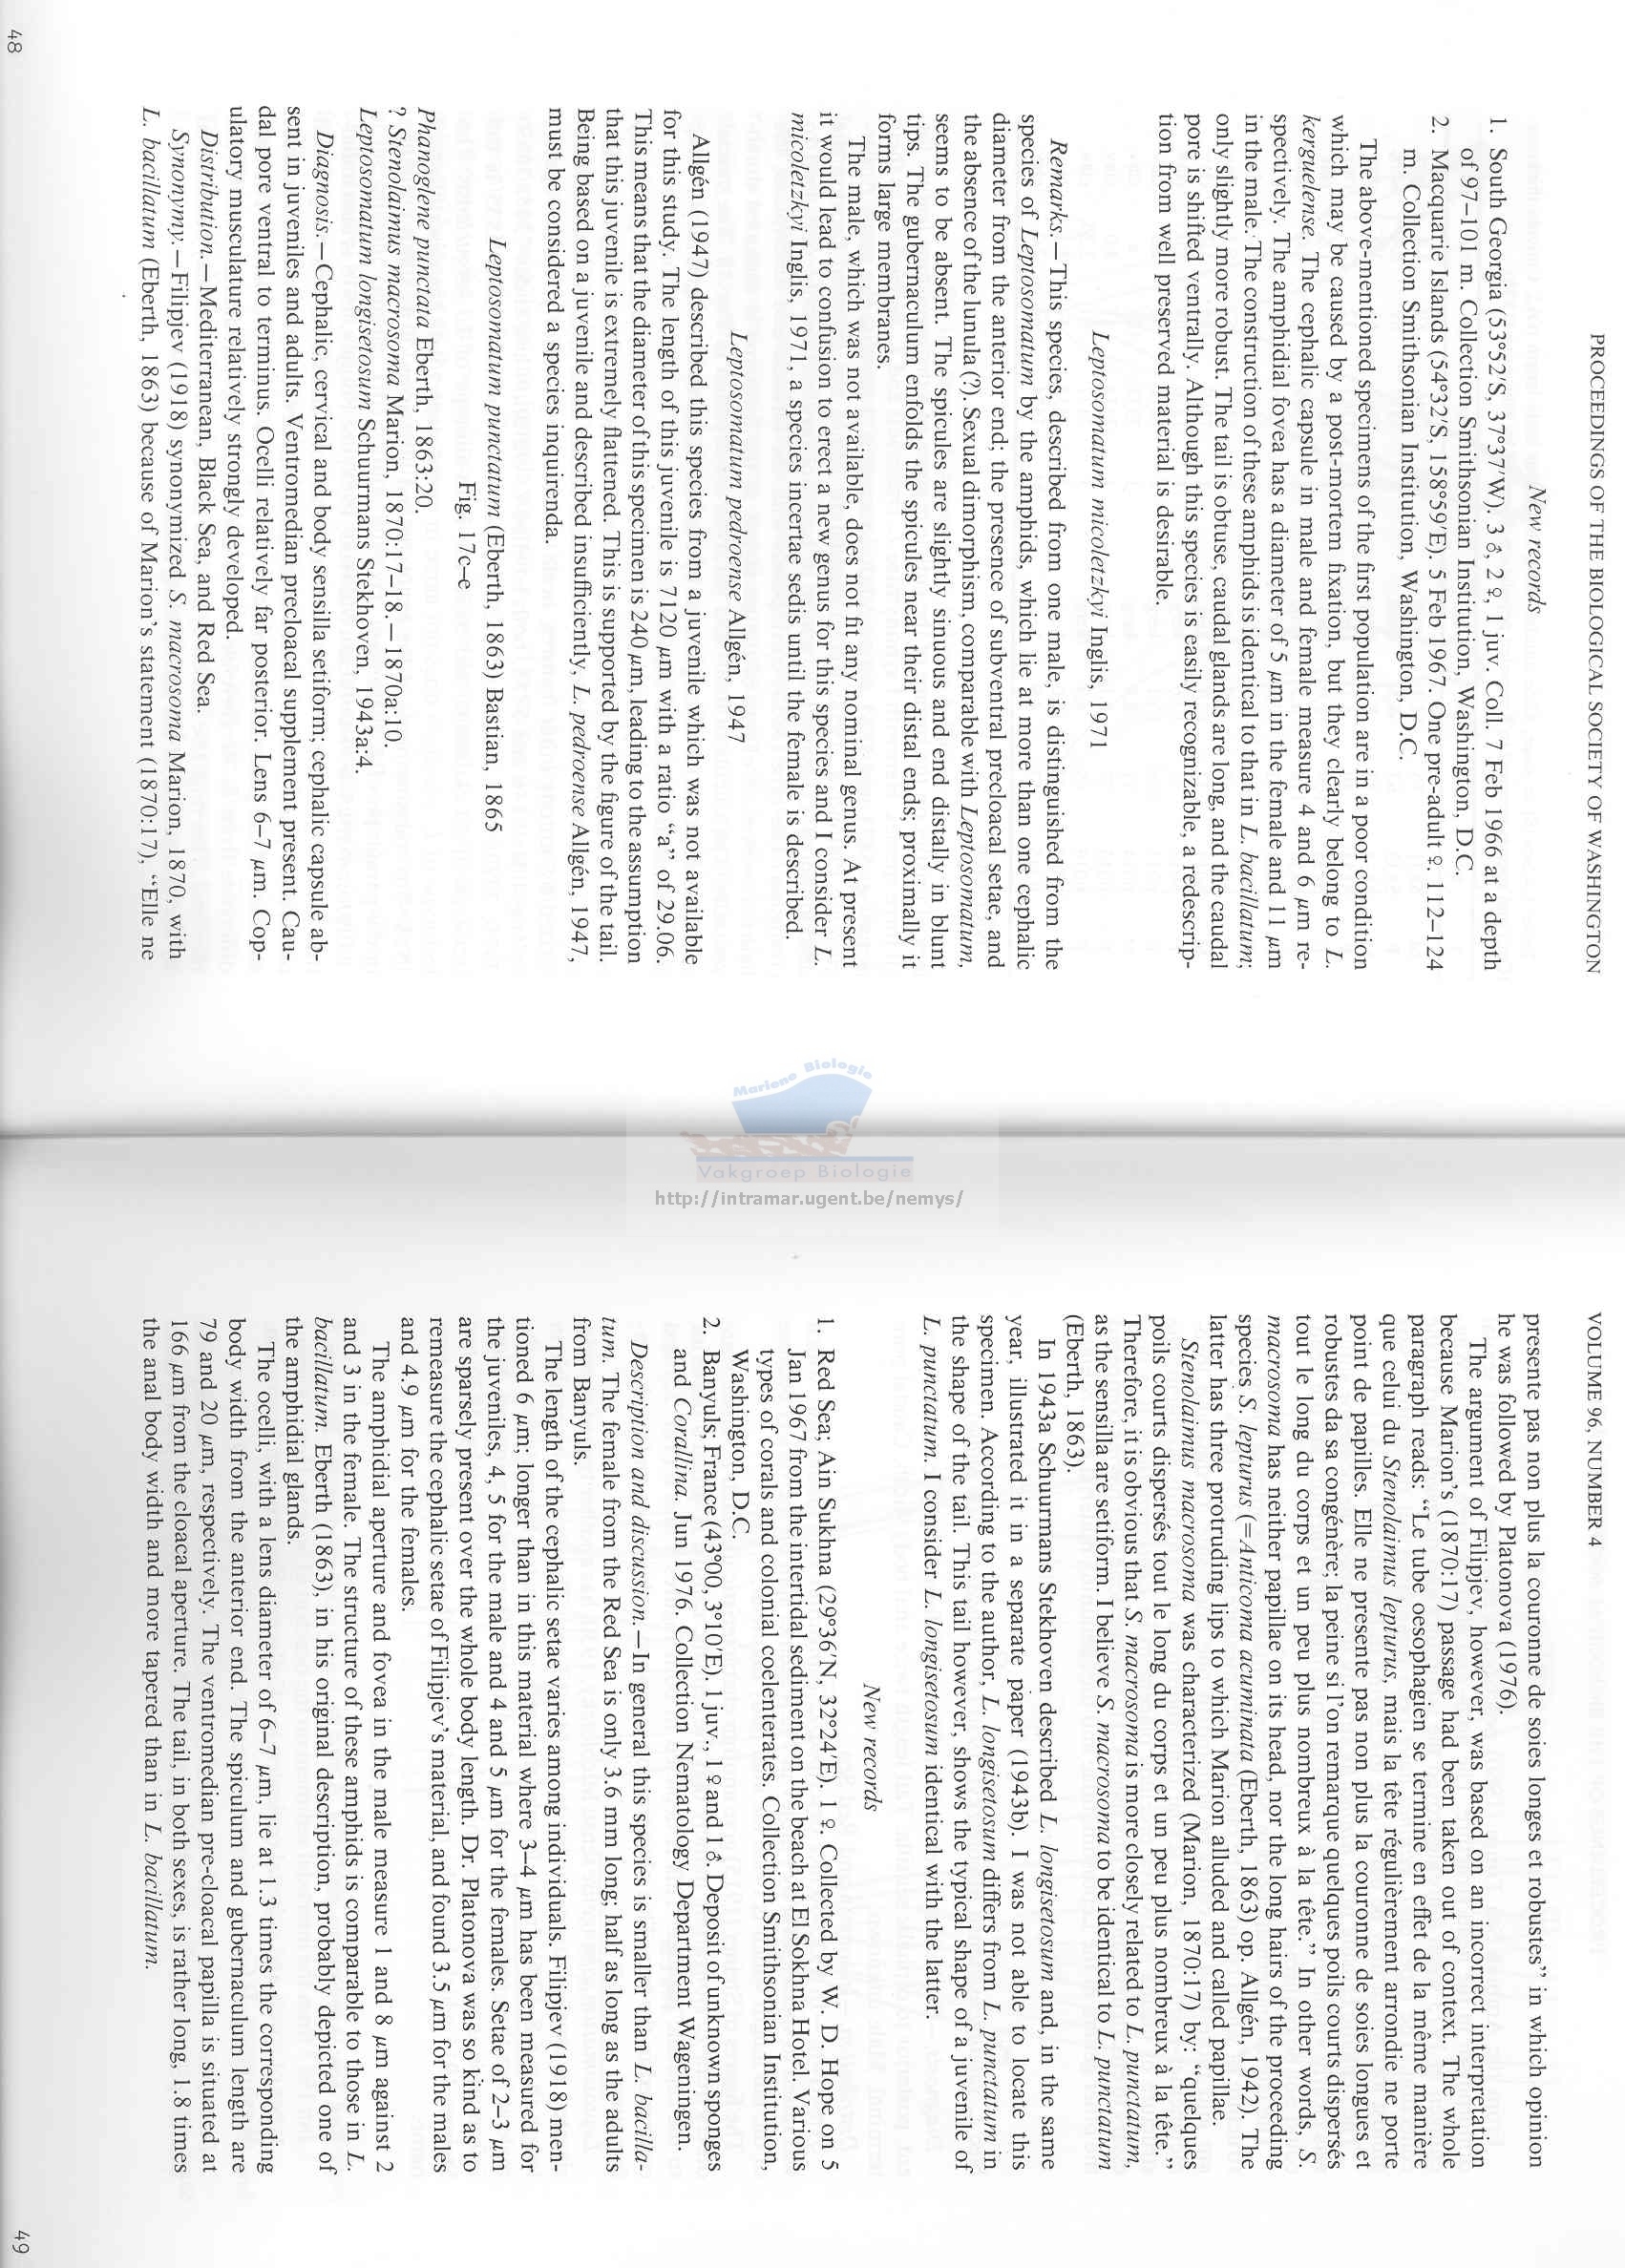 PROCEEDINGS OF THE BIOLOGICAL SOCIETY OF WASHINGTON
New records
1. South Georgia (53°52'S, 37°37'W). 3 ♂, 2 ♀, 1 juv. Coll. 7 Feb 1966 at a depth
of 97–101 m. Collection Smithsonian Institution, Washington, D.C.
2. Macquarie Islands (54°32'S, 158°59'E). 5 Feb 1967. One pre-adult ♀. 112–124
m. Collection Smithsonian Institution, Washington, D.C.
The above-mentioned specimens of the first population are in a poor condition
which may be caused by a post-mortem fixation, but they clearly belong to L.
kerguelense. The cephalic capsule in male and female measure 4 and 6 μm re-
spectively. The amphidial fovea has a diameter of 5 μm in the female and 11 μm
in the male. The construction of these amphids is identical to that in L. bacillatum;
only slightly more robust. The tail is obtuse, caudal glands are long, and the caudal
pore is shifted ventrally. Although this species is easily recognizable, a redescrip-
tion from well preserved material is desirable.
Leptosomatum micoletzkyi Inglis, 1971
Remarks.—This species, described from one male, is distinguished from the
species of Leptosomatum by the amphids, which lie at more than one cephalic
diameter from the anterior end; the presence of subventral precloacal setae, and
the absence of the lunula (?). Sexual dimorphism, comparable with Leptosomatum,
seems to be absent. The spicules are slightly sinuous and end distally in blunt
tips. The gubernaculum enfolds the spicules near their distal ends; proximally it
forms large membranes.
The male, which was not available, does not fit any nominal genus. At present
it would lead to confusion to erect a new genus for this species and I consider L.
micoletzkyi Inglis, 1971, a species incertae sedis until the female is described.
Leptosomatum pedroense Allgén, 1947
Allgén (1947) described this species from a juvenile which was not available
for this study. The length of this juvenile is 7120 μm with a ratio "a" of 29.06.
This means that the diameter of this specimen is 240 μm, leading to the assumption
that this juvenile is extremely flattened. This is supported by the figure of the tail.
Being based on a juvenile and described insufficiently, L. pedroense Allgén, 1947,
must be considered a species inquirenda.
Leptosomatum punctatum (Eberth, 1863) Bastian, 1865
Fig. 17c–e
Phanoglene punctata Eberth, 1863:20.
? Stenolaimus macrosoma Marion, 1870:17–18.—1870a:10.
Leptosomatum longisetosum Schuurmans Stekhoven, 1943a:4.
Diagnosis.—Cephalic, cervical and body sensilla setiform; cephalic capsule ab-
sent in juveniles and adults. Ventromedian precloacal supplement present. Cau-
dal pore ventral to terminus. Ocelli relatively far posterior. Lens 6–7 μm. Cop-
ulatory musculature relatively strongly developed.
Distribution.—Mediterranean, Black Sea, and Red Sea.
Synonymy.—Filipjev (1918) synonymized S. macrosoma Marion, 1870, with
L. bacillatum (Eberth, 1863) because of Marion's statement (1870:17), "Elle ne
48
Mariene Biologie
Vakgroep Biologie
http://intramar.ugent.be/nemys/
VOLUME 96, NUMBER 4
presente pas non plus la couronne de soies longes et robustes" in which opinion
he was followed by Platonova (1976).
The argument of Filipjev, however, was based on an incorrect interpretation
because Marion's (1870:17) passage had been taken out of context. The whole
paragraph reads: "Le tube oesophagien se termine en effet de la même manière
que celui du Stenolaimus lepturus, mais la tête régulièrement arrondie ne porte
point de papilles. Elle ne presente pas non plus la couronne de soies longues et
robustes da sa congénère; la peine si l'on remarque quelques poils courts dispersés
tout le long du corps et un peu plus nombreux à la tête." In other words, S.
macrosoma has neither papillae on its head, nor the long hairs of the proceeding
species, S. lepturus (=Anticoma acuminata (Eberth, 1863) op. Allgén, 1942). The
latter has three protruding lips to which Marion alluded and called papillae.
Stenolaimus macrosoma was characterized (Marion, 1870:17) by: "quelques
poils courts dispersés tout le long du corps et un peu plus nombreux à la tête."
Therefore, it is obvious that S. macrosoma is more closely related to L. punctatum,
as the sensilla are setiform. I believe S. macrosoma to be identical to L. punctatum
(Eberth, 1863).
In 1943a Schuurmans Stekhoven described L. longisetosum and, in the same
year, illustrated it in a separate paper (1943b). I was not able to locate this
specimen. According to the author, L. longisetosum differs from L. punctatum in
the shape of the tail. This tail however, shows the typical shape of a juvenile of
L. punctatum. I consider L. longisetosum identical with the latter.
New records
1. Red Sea; Ain Sukhna (29°36'N, 32°24'E). 1 ♀. Collected by W. D. Hope on 5
Jan 1967 from the intertidal sediment on the beach at El Sokhna Hotel. Various
types of corals and colonial coelenterates. Collection Smithsonian Institution,
Washington, D.C.
2. Banyuls; France (43°00, 3°10'E). 1 juv., 1 ♀ and 1 ♂. Deposit of unknown sponges
and Corallina. Jun 1976. Collection Nematology Department Wageningen.
Description and discussion.—In general this species is smaller than L. bacilla-
tum. The female from the Red Sea is only 3.6 mm long; half as long as the adults
from Banyuls.
The length of the cephalic setae varies among individuals. Filipjev (1918) men-
tioned 6 μm; longer than in this material where 3–4 μm has been measured for
the juveniles, 4, 5 for the male and 4 and 5 μm for the females. Setae of 2–3 μm
are sparsely present over the whole body length. Dr. Platonova was so kind as to
remeasure the cephalic setae of Filipjev's material, and found 3.5 μm for the males
and 4.9 μm for the females.
The amphidial aperture and fovea in the male measure 1 and 8 μm against 2
and 3 in the female. The structure of these amphids is comparable to those in L.
bacillatum. Eberth (1863), in his original description, probably depicted one of
the amphidial glands.
The ocelli, with a lens diameter of 6–7 μm, lie at 1.3 times the corresponding
body width from the anterior end. The spiculum and gubernaculum length are
79 and 20 μm, respectively. The ventromedian pre-cloacal papilla is situated at
166 μm from the cloacal aperture. The tail, in both sexes, is rather long, 1.8 times
the anal body width and more tapered than in L. bacillatum.
49